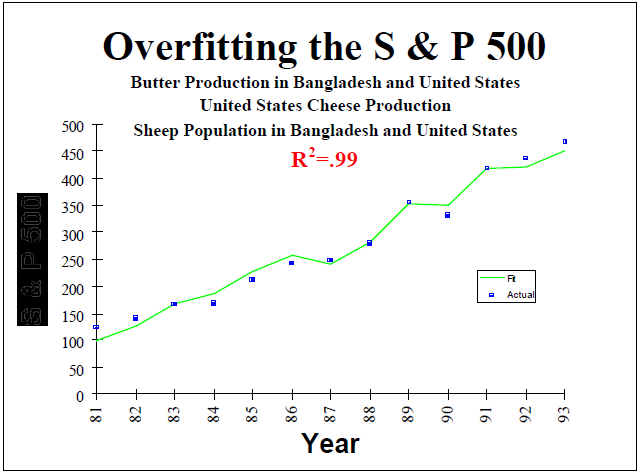 Overfitting the S & P 500
Butter Production in Bangladesh and United States
United States Cheese Production
Sheep Population in Bangladesh and United States
R²=.99
500
450
400
350
300
250
200
150
100
50
0
S & P 500
Fit
Actual
81 82 83 84 85 86 87 88 89 90 91 92 93
Year